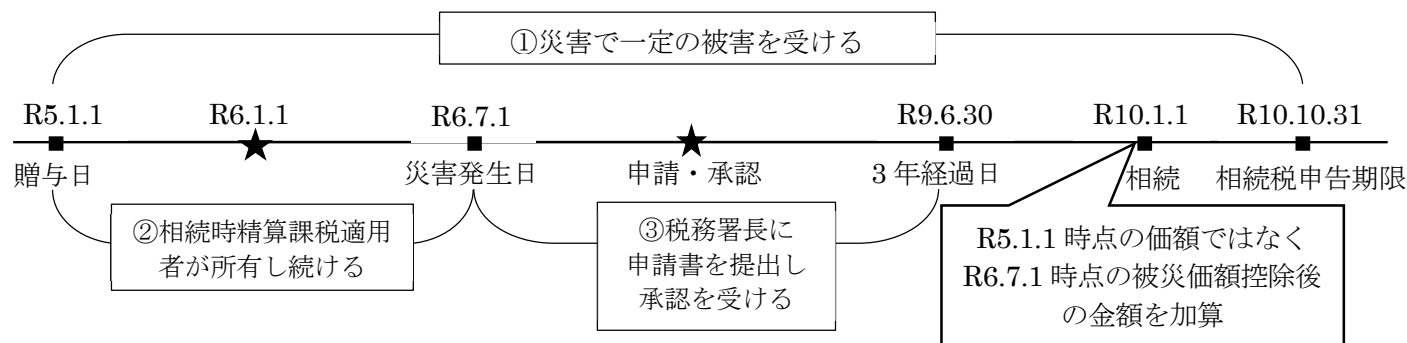 ①災害で一定の被害を受ける
R5.1.1
R6.1.1
R6.7.1
R9.6.30
R10.1.1
R10.10.31
贈与日
災害発生日
申請・承認
３年経過日
相続
相続税申告期限
②相続時精算課税適用
者が所有し続ける
③税務署長に
申請書を提出し
承認を受ける
R5.1.1 時点の価額ではなく
R6.7.1 時点の被災価額控除後
の金額を加算